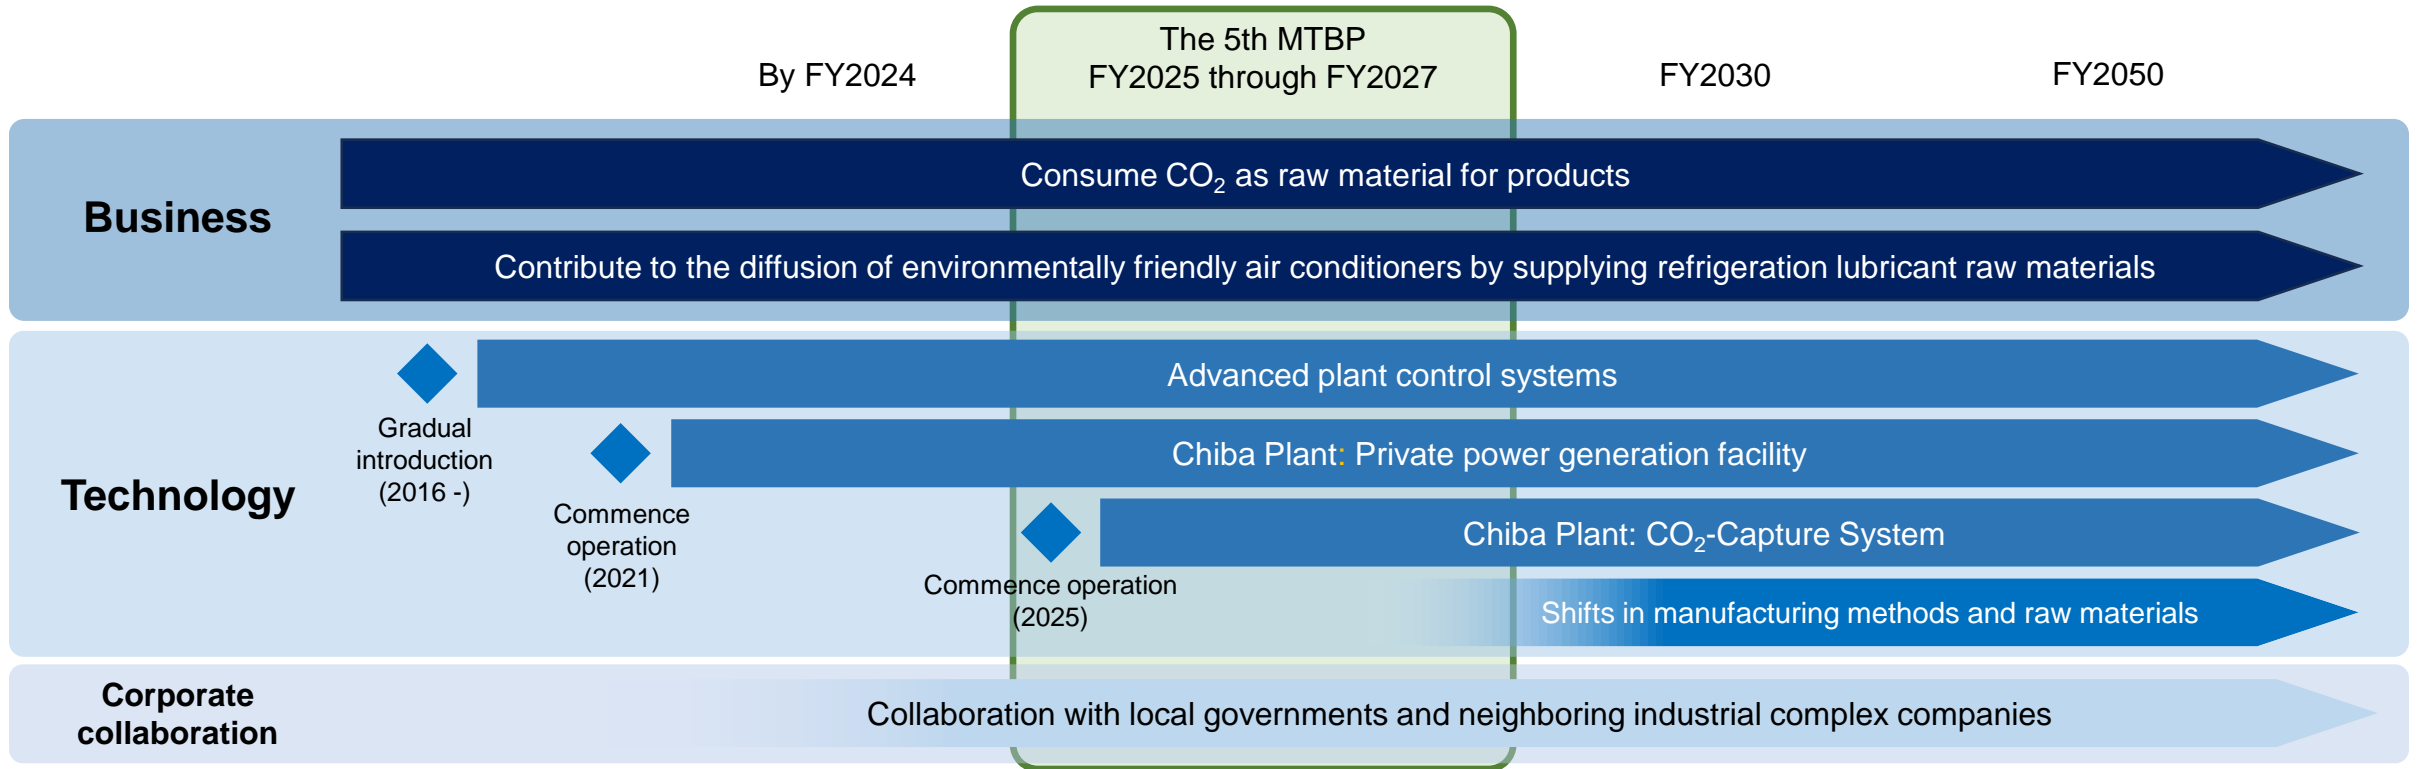 By FY2024
The 5th MTBP
FY2025 through FY2027
FY2030
FY2050
Business
Consume CO₂ as raw material for products
Contribute to the diffusion of environmentally friendly air conditioners by supplying refrigeration lubricant raw materials
Technology
Advanced plant control systems
Gradual
introduction
(2016 -)
Chiba Plant: Private power generation facility
Commence
operation
(2021)
Chiba Plant: CO₂-Capture System
Commence operation
(2025)
Shifts in manufacturing methods and raw materials
Corporate
collaboration
Collaboration with local governments and neighboring industrial complex companies